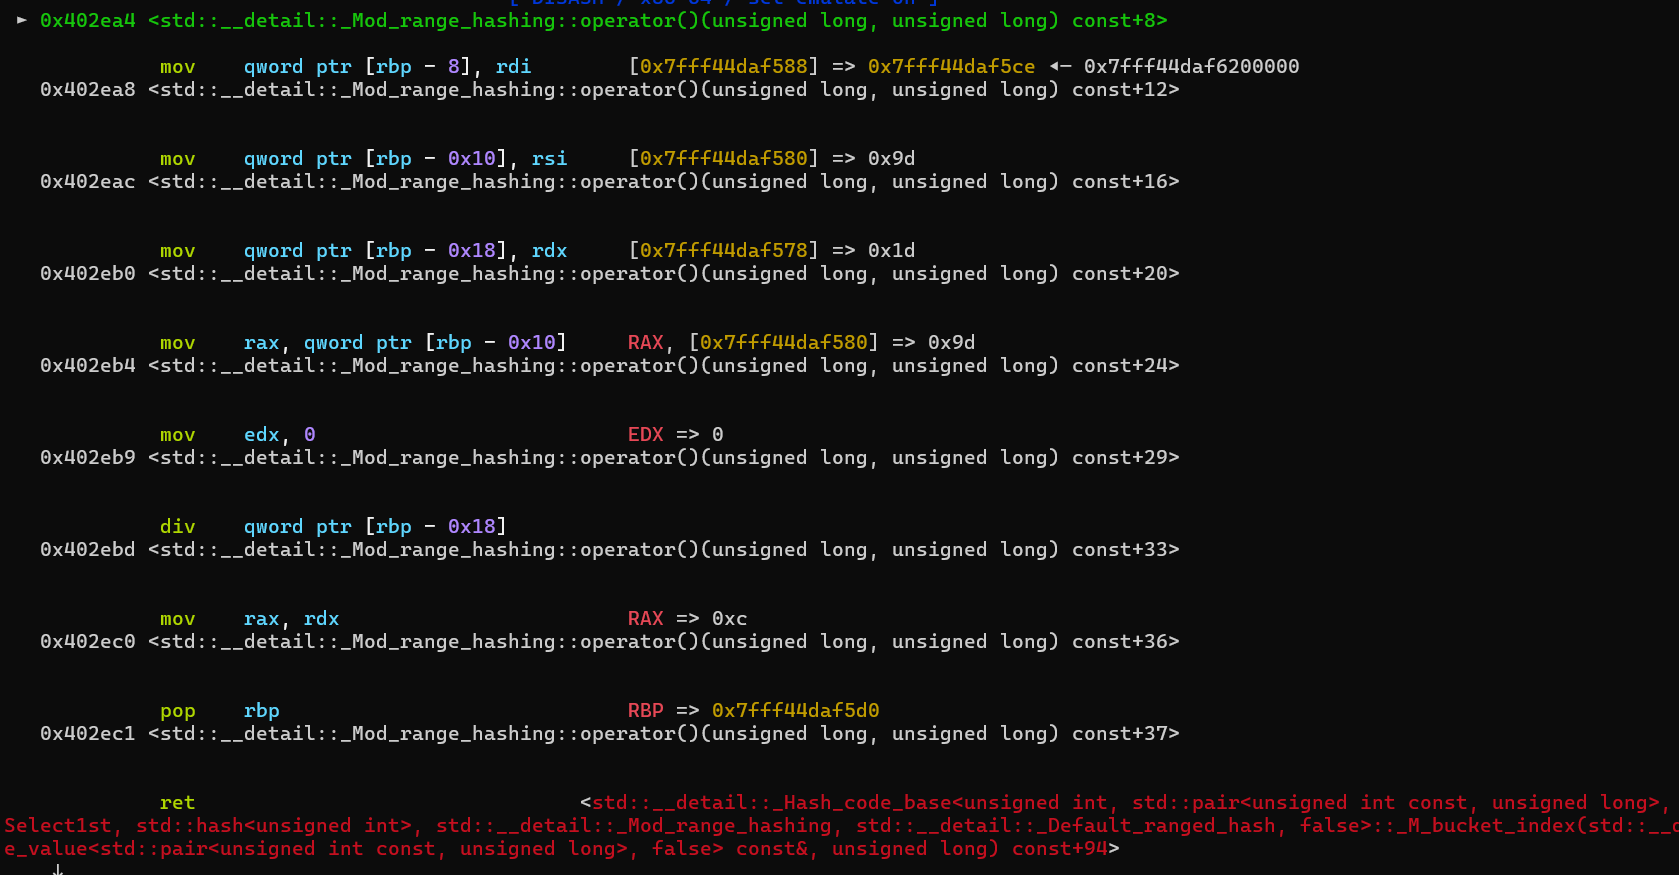 [ DISASM / x86-64 / set emulate on ]
► 0x402ea4 <std::__detail::_Mod_range_hashing::operator()(unsigned long, unsigned long) const+8>
mov    qword ptr [rbp - 8], rdi        [0x7fff44daf588] => 0x7fff44daf5ce ◂— 0x7fff44daf6200000
0x402ea8 <std::__detail::_Mod_range_hashing::operator()(unsigned long, unsigned long) const+12>
mov    qword ptr [rbp - 0x10], rsi     [0x7fff44daf580] => 0x9d
0x402eac <std::__detail::_Mod_range_hashing::operator()(unsigned long, unsigned long) const+16>
mov    qword ptr [rbp - 0x18], rdx     [0x7fff44daf578] => 0x1d
0x402eb0 <std::__detail::_Mod_range_hashing::operator()(unsigned long, unsigned long) const+20>
mov    rax, qword ptr [rbp - 0x10]     RAX, [0x7fff44daf580] => 0x9d
0x402eb4 <std::__detail::_Mod_range_hashing::operator()(unsigned long, unsigned long) const+24>
mov    edx, 0                          EDX => 0
0x402eb9 <std::__detail::_Mod_range_hashing::operator()(unsigned long, unsigned long) const+29>
div    qword ptr [rbp - 0x18]
0x402ebd <std::__detail::_Mod_range_hashing::operator()(unsigned long, unsigned long) const+33>
mov    rax, rdx                        RAX => 0xc
0x402ec0 <std::__detail::_Mod_range_hashing::operator()(unsigned long, unsigned long) const+36>
pop    rbp                             RBP => 0x7fff44daf5d0
0x402ec1 <std::__detail::_Mod_range_hashing::operator()(unsigned long, unsigned long) const+37>
ret                                <std::__detail::_Hash_code_base<unsigned int, std::pair<unsigned int const, unsigned long>,
Select1st, std::hash<unsigned int>, std::__detail::_Mod_range_hashing, std::__detail::_Default_ranged_hash, false>::_M_bucket_index(std::__d
e_value<std::pair<unsigned int const, unsigned long>, false> const&, unsigned long) const+94>
↓